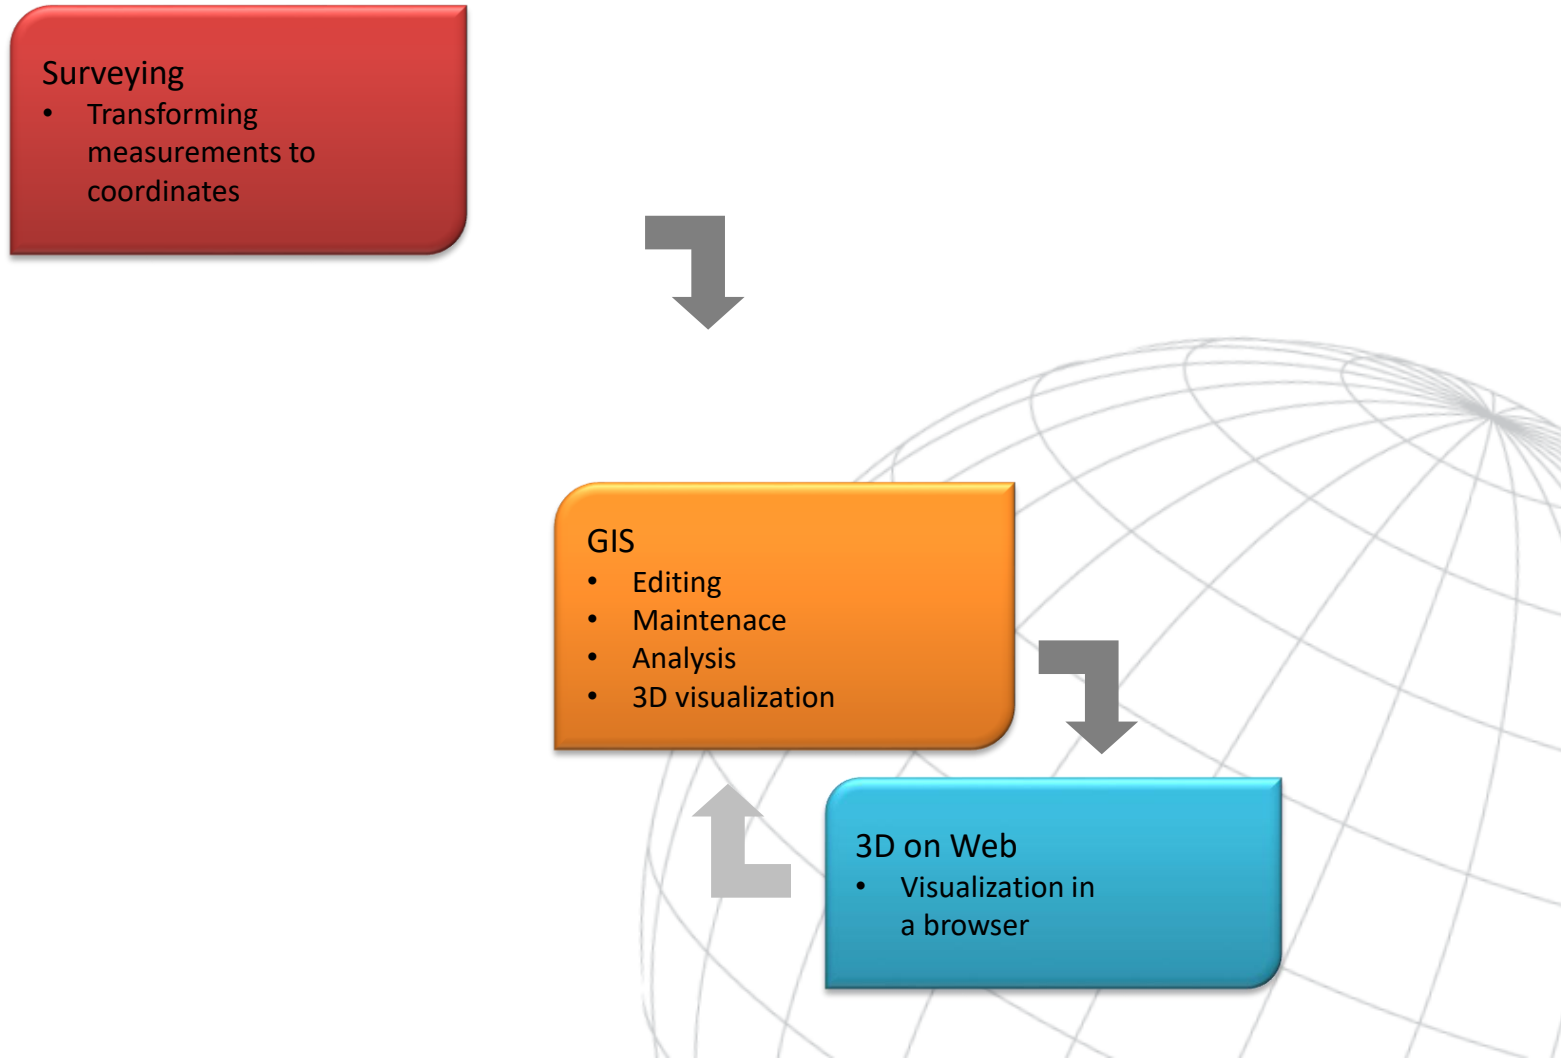 Surveying
• Transforming
measurements to
coordinates
GIS
• Editing
• Maintenace
• Analysis
• 3D visualization
3D on Web
• Visualization in
a browser